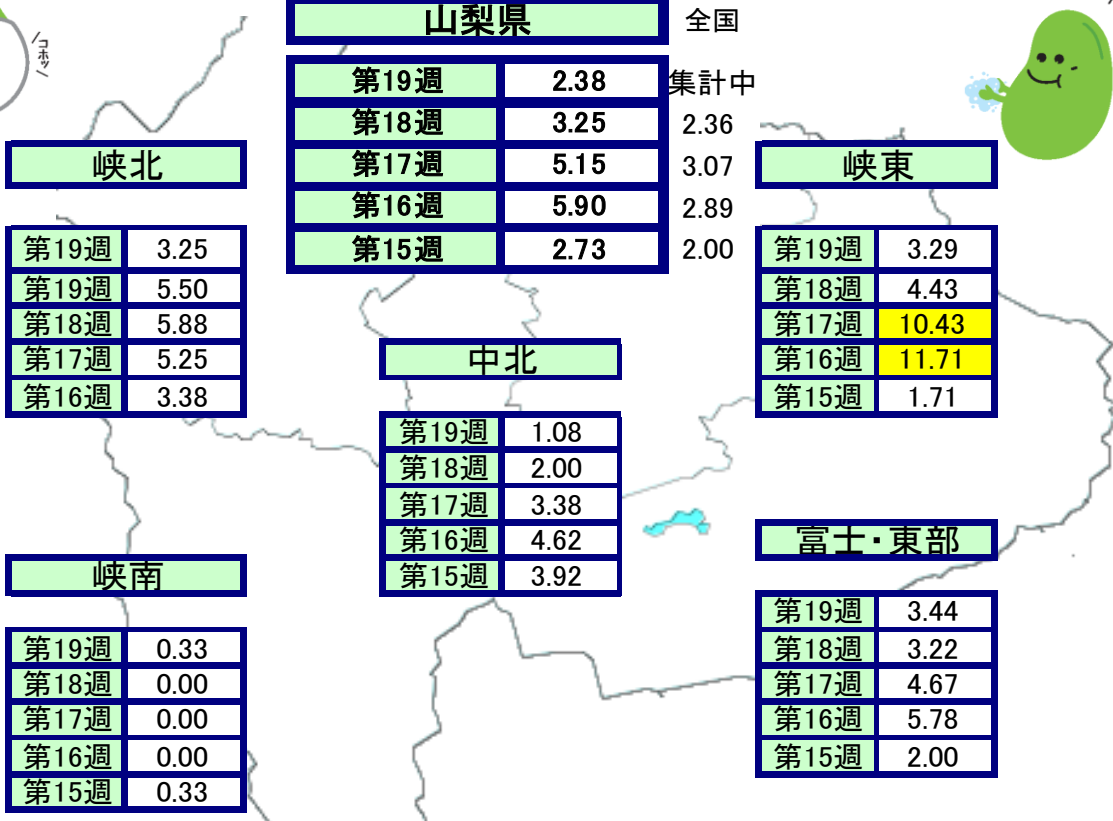 コホッ
山梨県 全国
第19週 2.38 集計中
第18週 3.25 2.36
第17週 5.15 3.07
第16週 5.90 2.89
第15週 2.73 2.00
峡北
第19週 3.25
第19週 5.50
第18週 5.88
第17週 5.25
第16週 3.38
峡東
第19週 3.29
第18週 4.43
第17週 10.43
第16週 11.71
第15週 1.71
中北
第19週 1.08
第18週 2.00
第17週 3.38
第16週 4.62
第15週 3.92
峡南
第19週 0.33
第18週 0.00
第17週 0.00
第16週 0.00
第15週 0.33
富士・東部
第19週 3.44
第18週 3.22
第17週 4.67
第16週 5.78
第15週 2.00